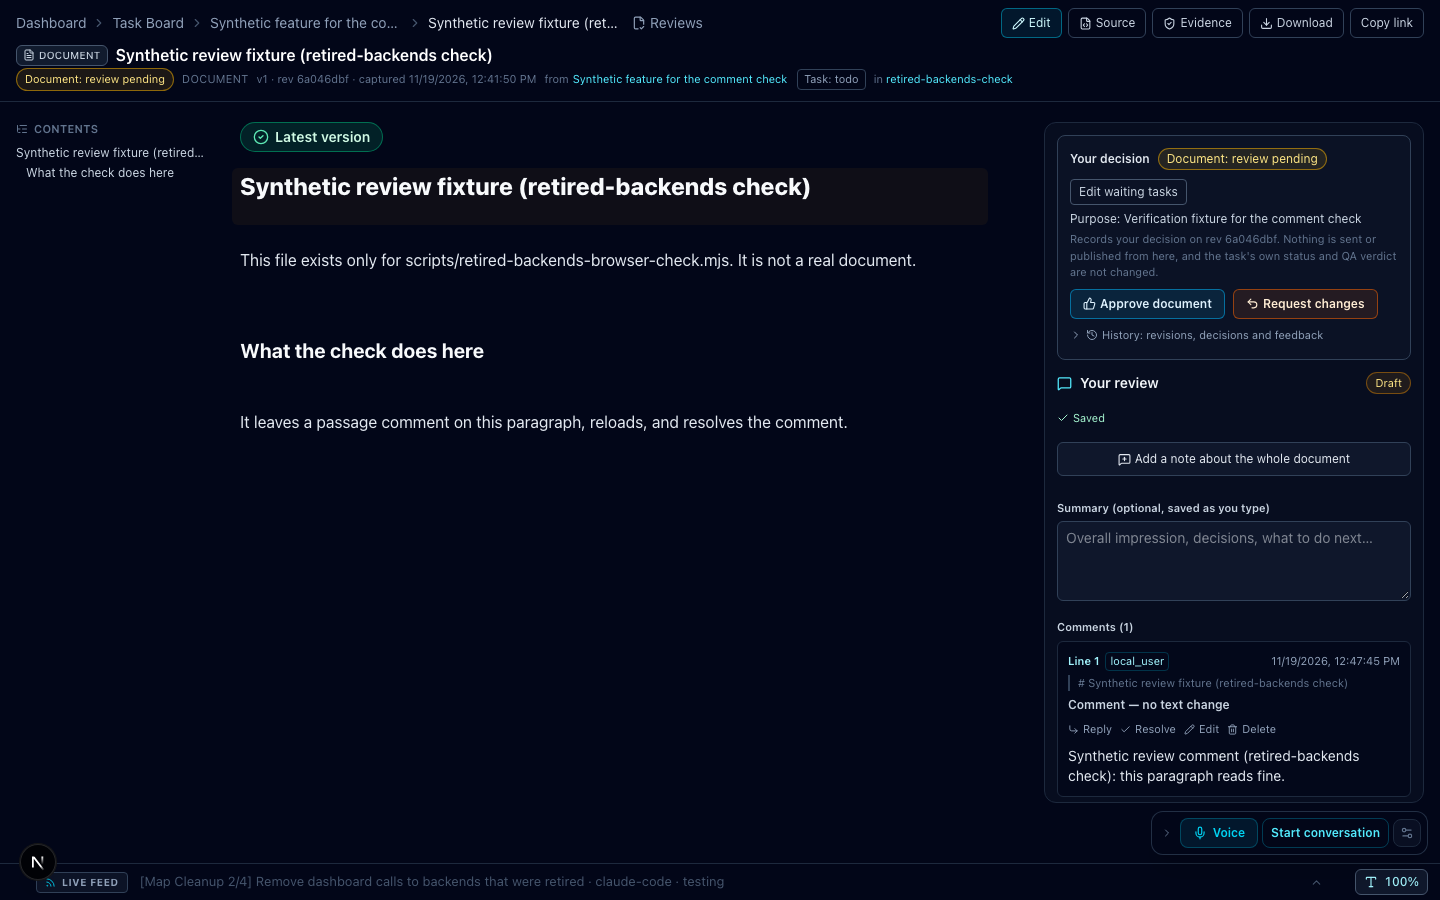 Dashboard > Task Board > Synthetic feature for the co... > Synthetic review fixture (ret... Reviews
Edit Source Evidence Download Copy link
DOCUMENT Synthetic review fixture (retired-backends check)
Document: review pending DOCUMENT v1 · rev 6a046dbf · captured 11/19/2026, 12:41:50 PM from Synthetic feature for the comment check Task: todo in retired-backends-check
CONTENTS
Synthetic review fixture (retired...
What the check does here
Latest version
Synthetic review fixture (retired-backends check)
This file exists only for scripts/retired-backends-browser-check.mjs. It is not a real document.
What the check does here
It leaves a passage comment on this paragraph, reloads, and resolves the comment.
Your decision Document: review pending
Edit waiting tasks
Purpose: Verification fixture for the comment check
Records your decision on rev 6a046dbf. Nothing is sent or
published from here, and the task's own status and QA verdict
are not changed.
Approve document Request changes
History: revisions, decisions and feedback
Your review Draft
Saved
Add a note about the whole document
Summary (optional, saved as you type)
Overall impression, decisions, what to do next...
Comments (1)
Line 1 local_user 11/19/2026, 12:47:45 PM
# Synthetic review fixture (retired-backends check)
Comment — no text change
Reply Resolve Edit Delete
Synthetic review comment (retired-backends
check): this paragraph reads fine.
Voice Start conversation
N
LIVE FEED [Map Cleanup 2/4] Remove dashboard calls to backends that were retired · claude-code · testing
100%